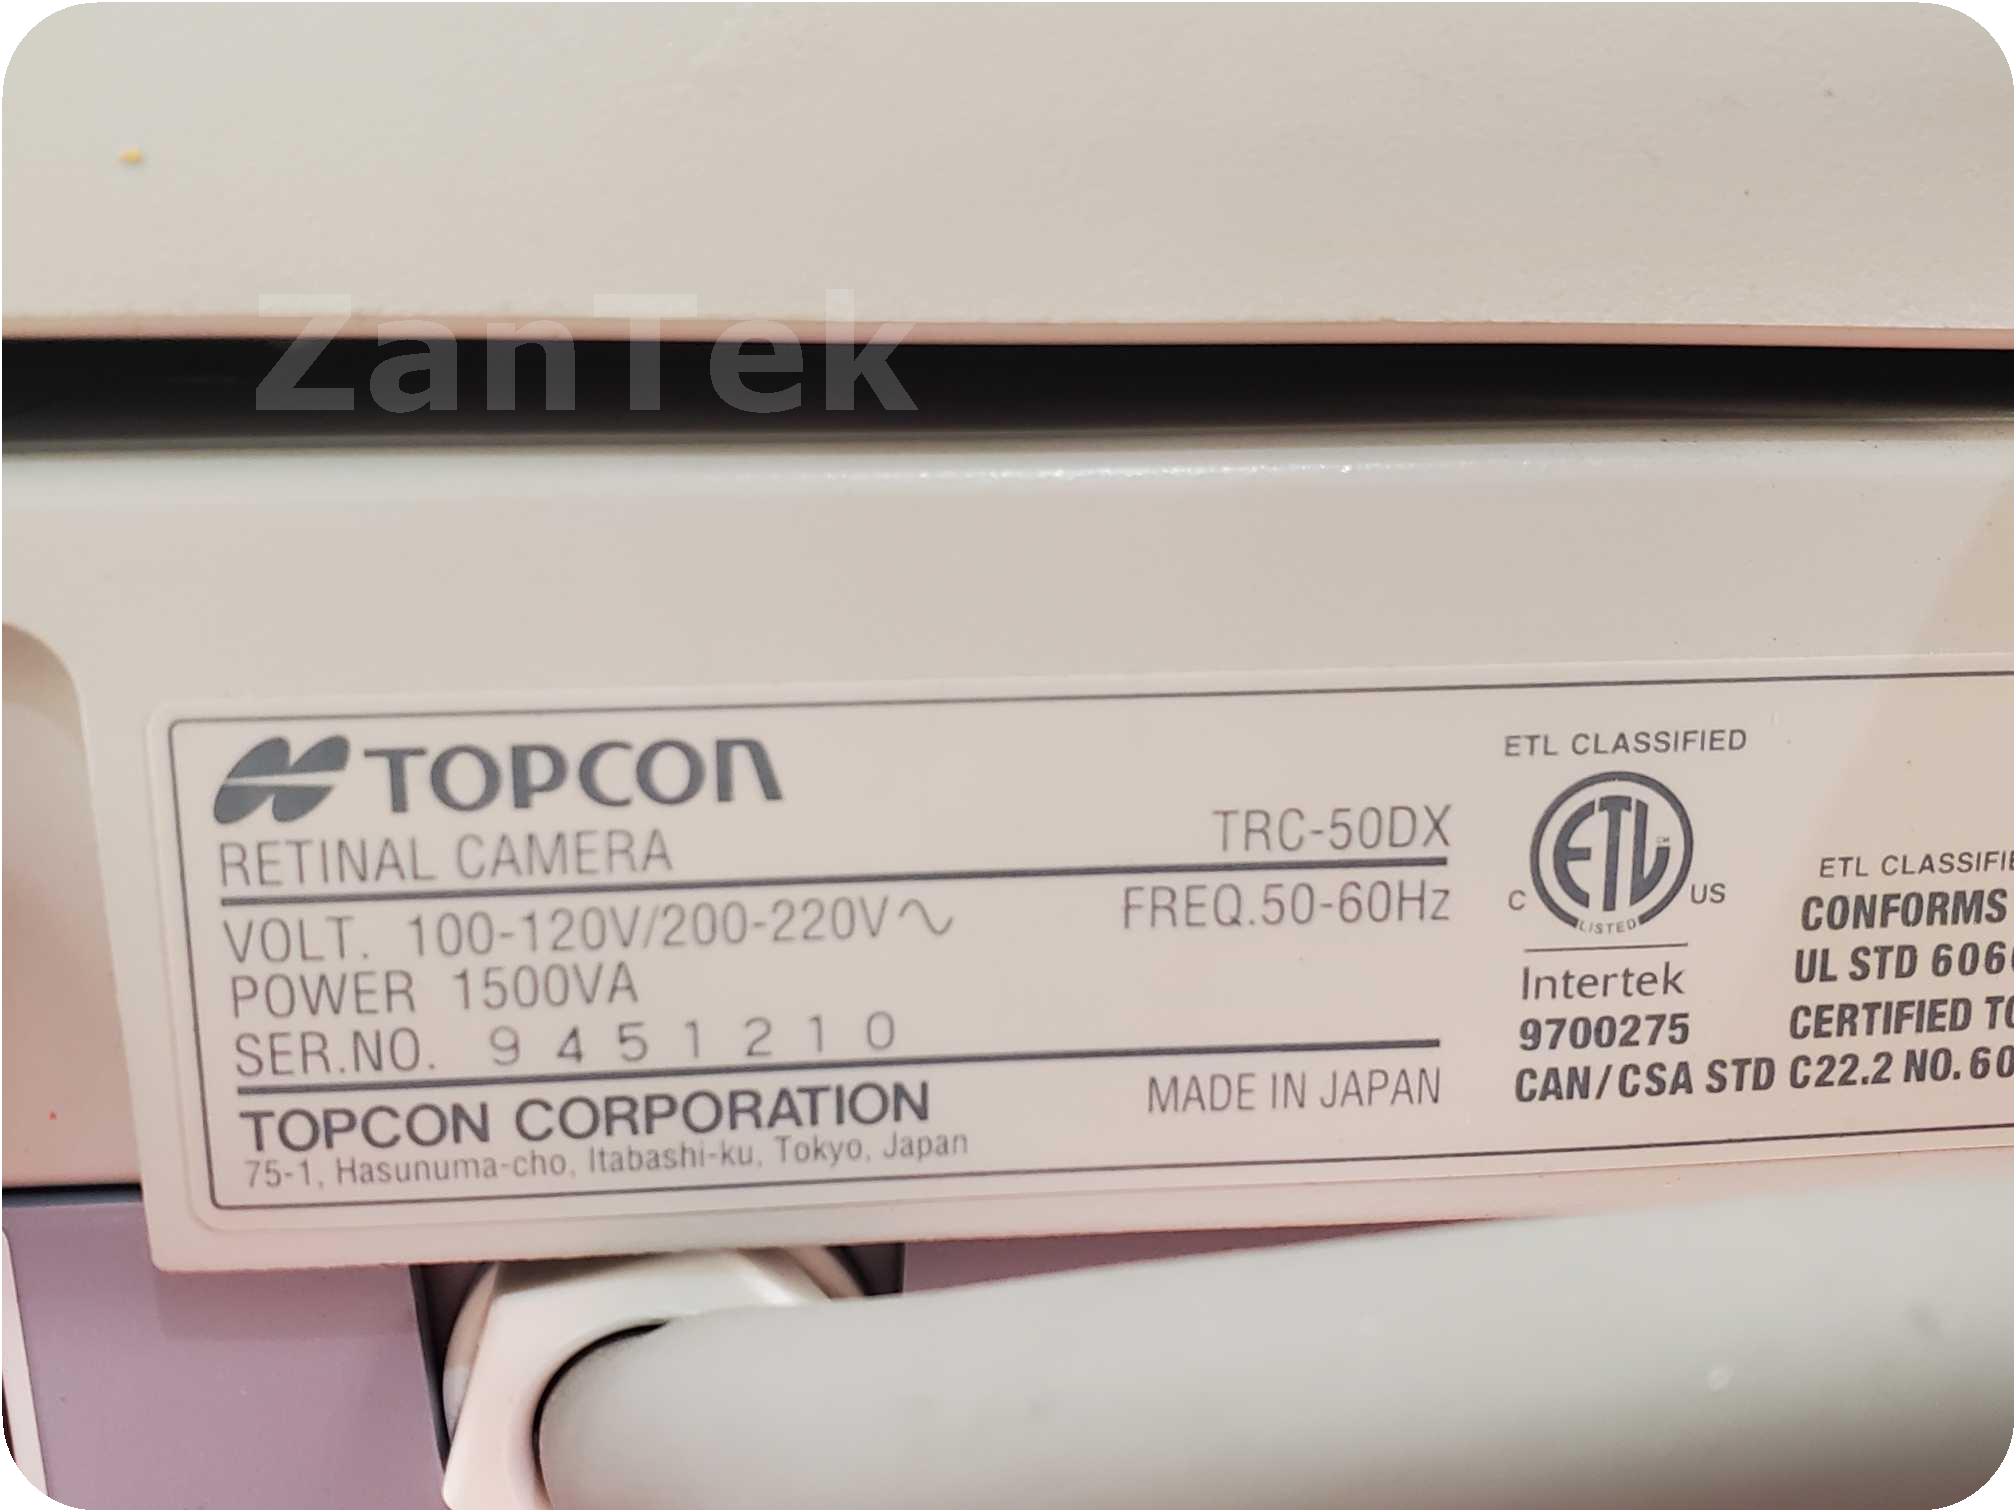 ZanTek
TOPCON
RETINAL CAMERA TRC-50DX
VOLT. 100-120V/200-220V∿ FREQ.50-60Hz
POWER 1500VA
SER.NO. 9451210
TOPCON CORPORATION MADE IN JAPAN
75-1, Hasunuma-cho, Itabashi-ku, Tokyo, Japan
ETL CLASSIFIED
ETL
LISTED
C US
Intertek
9700275
CAN/CSA STD C22.2 NO.60
ETL CLASSIFIE
CONFORMS
UL STD 606
CERTIFIED TO